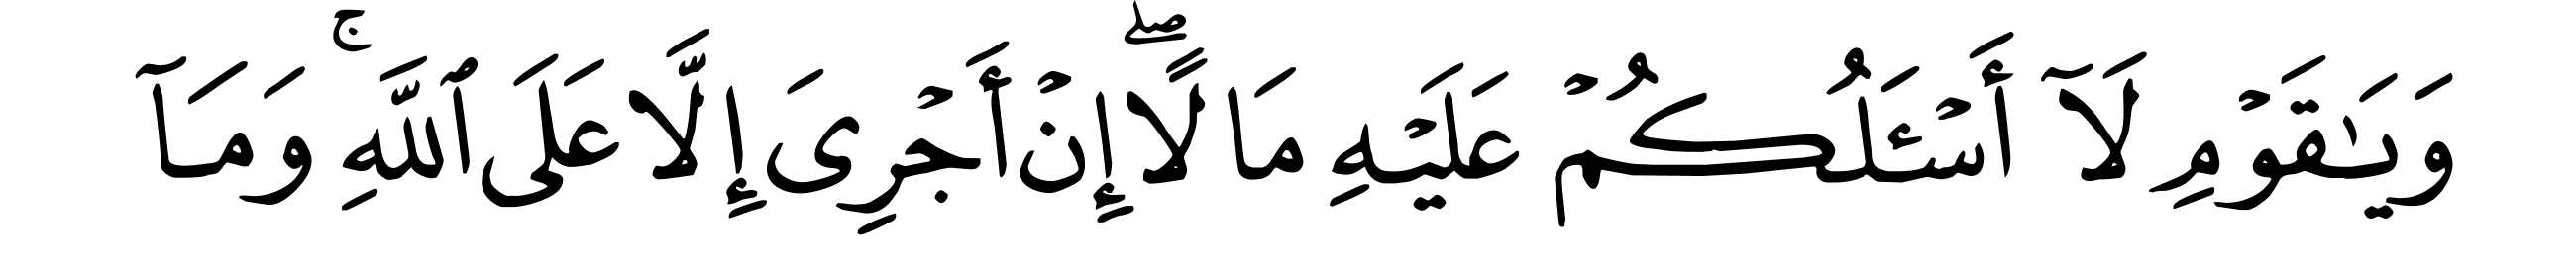 وَيَٰقَوْمِ لَآ أَسْـَٔلُكُمْ عَلَيْهِ مَالًا ۖ إِنْ أَجْرِىَ إِلَّا عَلَى ٱللَّهِ ۚ وَمَآ